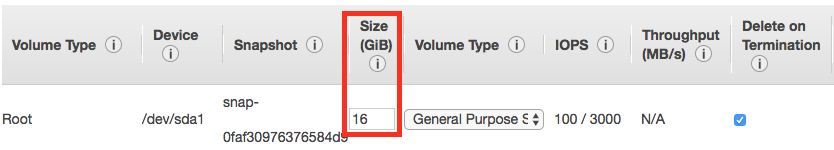 Volume Type Device Snapshot Size (GiB) Volume Type IOPS Throughput (MB/s) Delete on Termination
Root /dev/sda1 snap-0faf30976376584d9 16 General Purpose S 100 / 3000 N/A